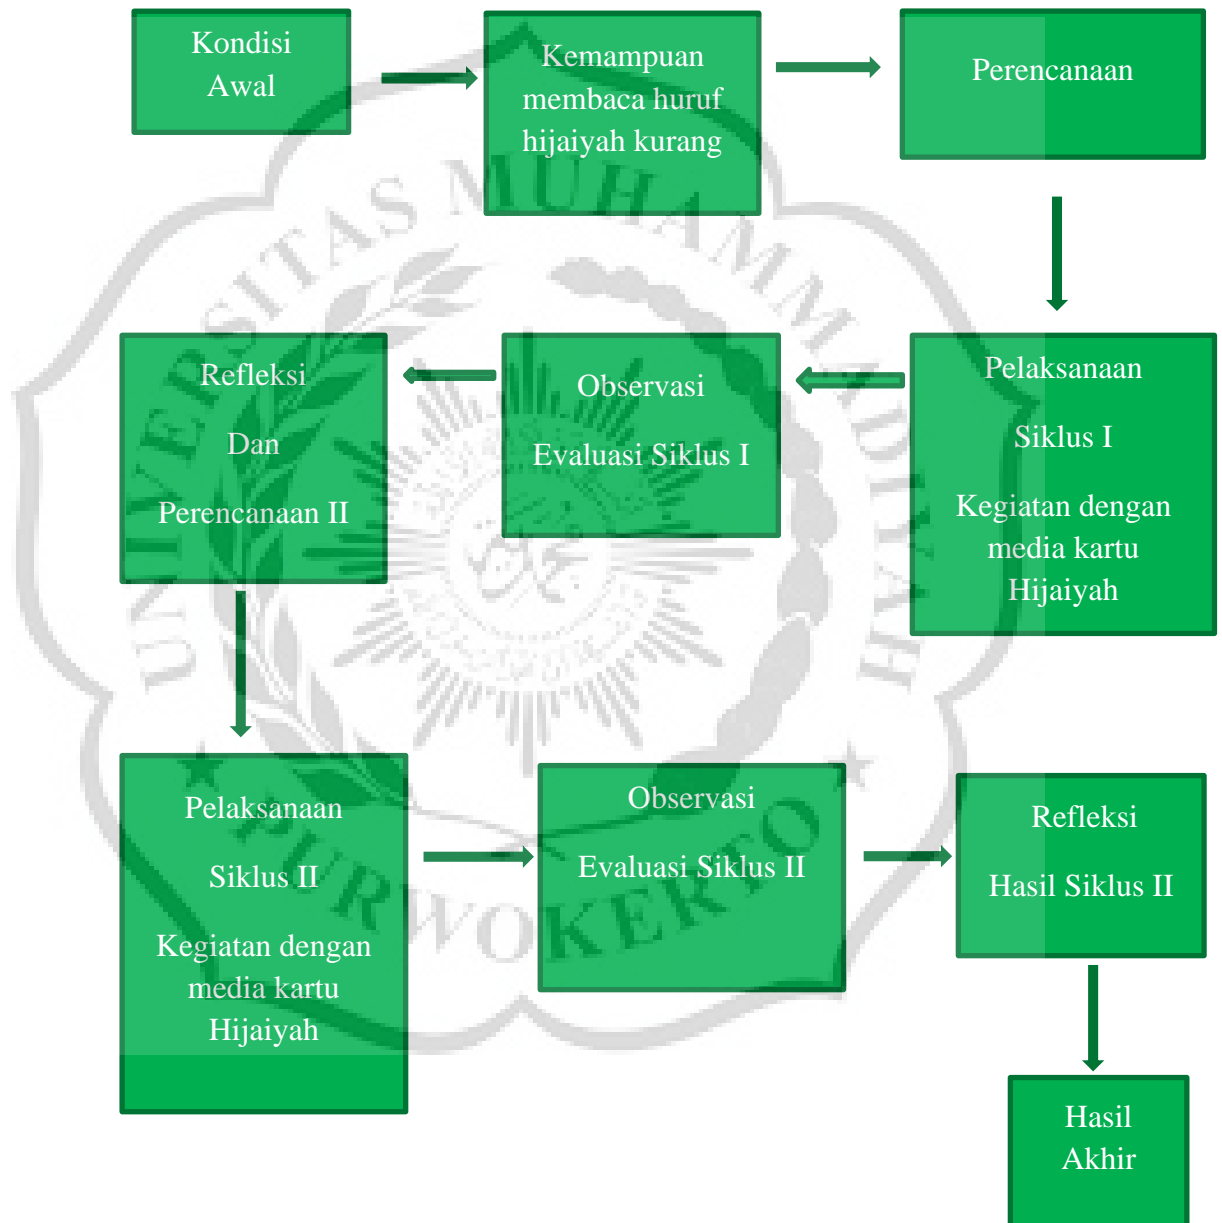 Kondisi
Awal
Kemampuan
membaca huruf
hijaiyah kurang
Perencanaan
Pelaksanaan
Siklus I
Kegiatan dengan
media kartu
Hijaiyah
Observasi
Evaluasi Siklus I
Refleksi
Dan
Perencanaan II
Pelaksanaan
Siklus II
Kegiatan dengan
media kartu
Hijaiyah
Observasi
Evaluasi Siklus II
Refleksi
Hasil Siklus II
Hasil
Akhir
UNIVERSITAS MUHAMMADIYAH
PURWOKERTO